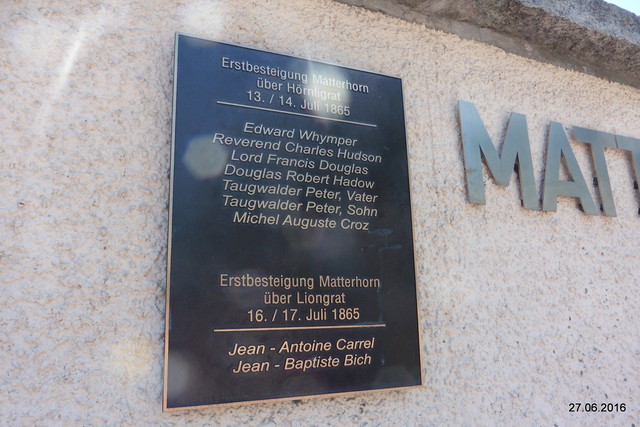 Erstbesteigung Matterhorn
über Hörnligrat
13. / 14. Juli 1865
Edward Whymper
Reverend Charles Hudson
Lord Francis Douglas
Douglas Robert Hadow
Taugwalder Peter, Vater
Taugwalder Peter, Sohn
Michel Auguste Croz
Erstbesteigung Matterhorn
über Liongrat
16. / 17. Juli 1865
Jean - Antoine Carrel
Jean - Baptiste Bich
MATT
27.06.2016